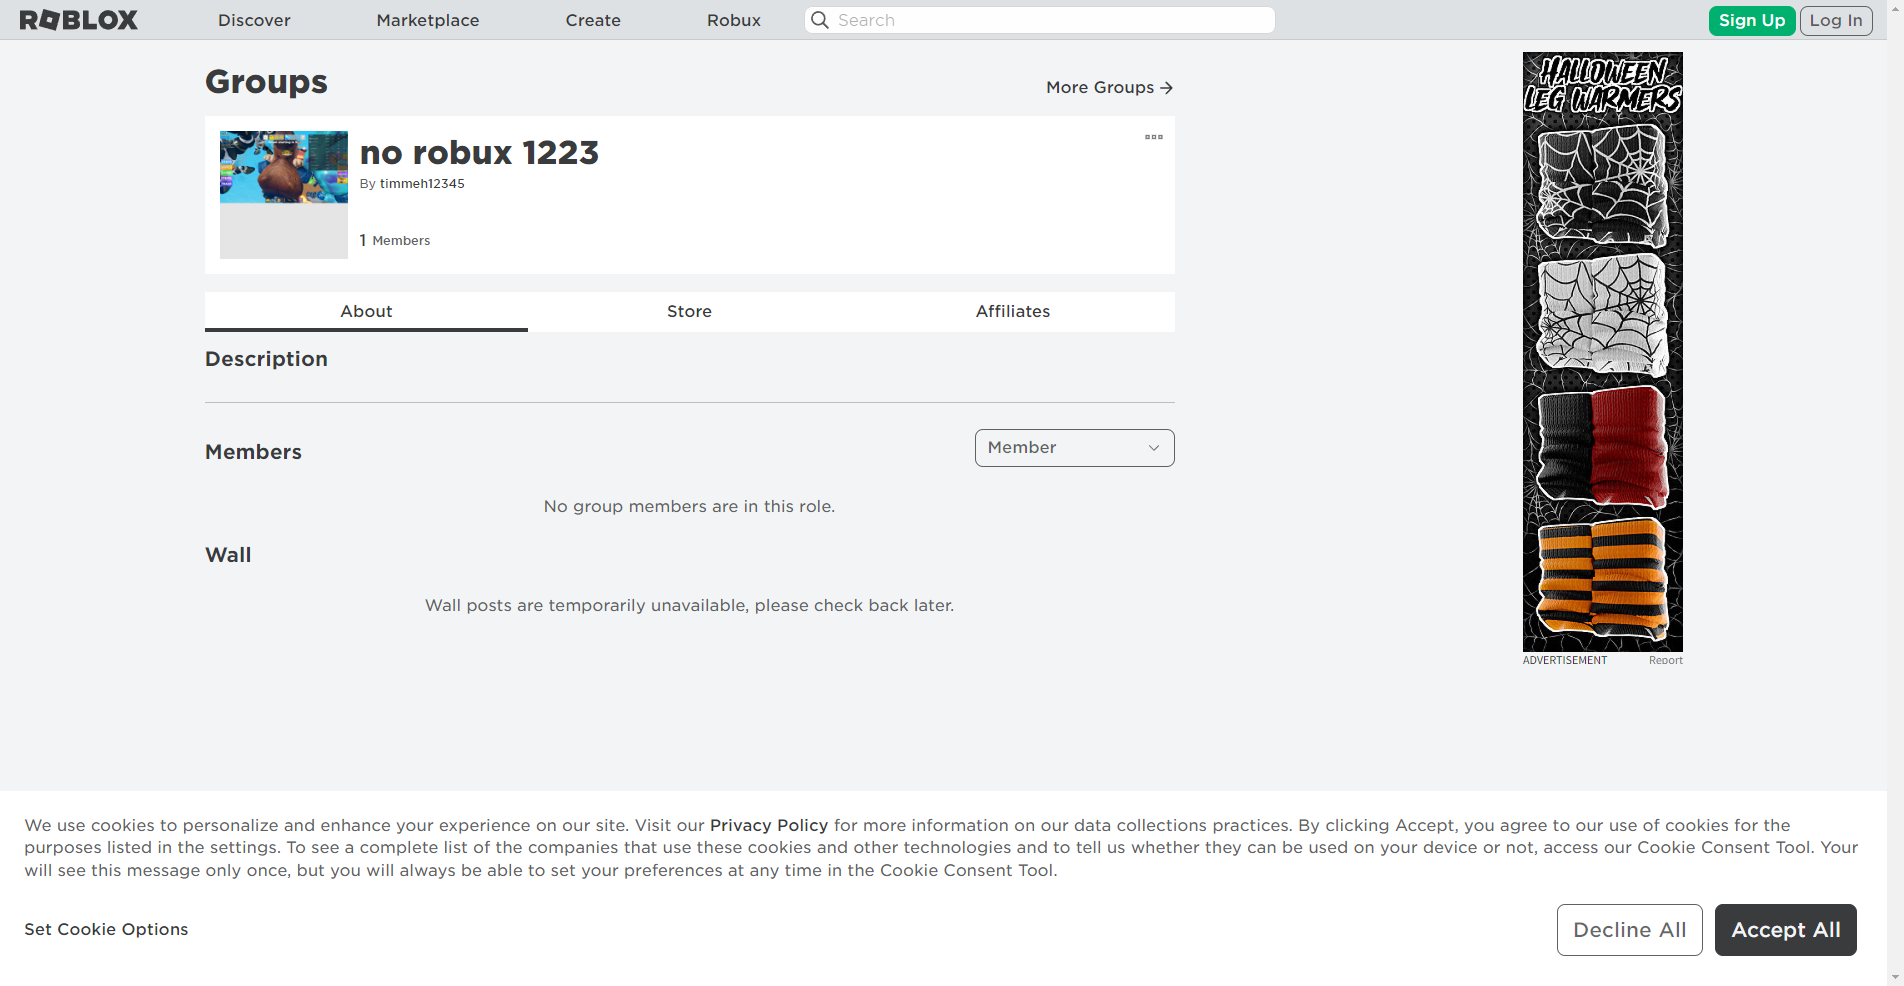 ROBLOX
Discover
Marketplace
Create
Robux
Search
Sign Up
Log In
Groups
More Groups
no robux 1223
By timmeh12345
1 Members
About
Store
Affiliates
Description
Members
Member
No group members are in this role.
Wall
Wall posts are temporarily unavailable, please check back later.
HALLOWEEN
LEG WARMERS
ADVERTISEMENT
Report
We use cookies to personalize and enhance your experience on our site. Visit our Privacy Policy for more information on our data collections practices. By clicking Accept, you agree to our use of cookies for the
purposes listed in the settings. To see a complete list of the companies that use these cookies and other technologies and to tell us whether they can be used on your device or not, access our Cookie Consent Tool. Your
will see this message only once, but you will always be able to set your preferences at any time in the Cookie Consent Tool.
Set Cookie Options
Decline All
Accept All